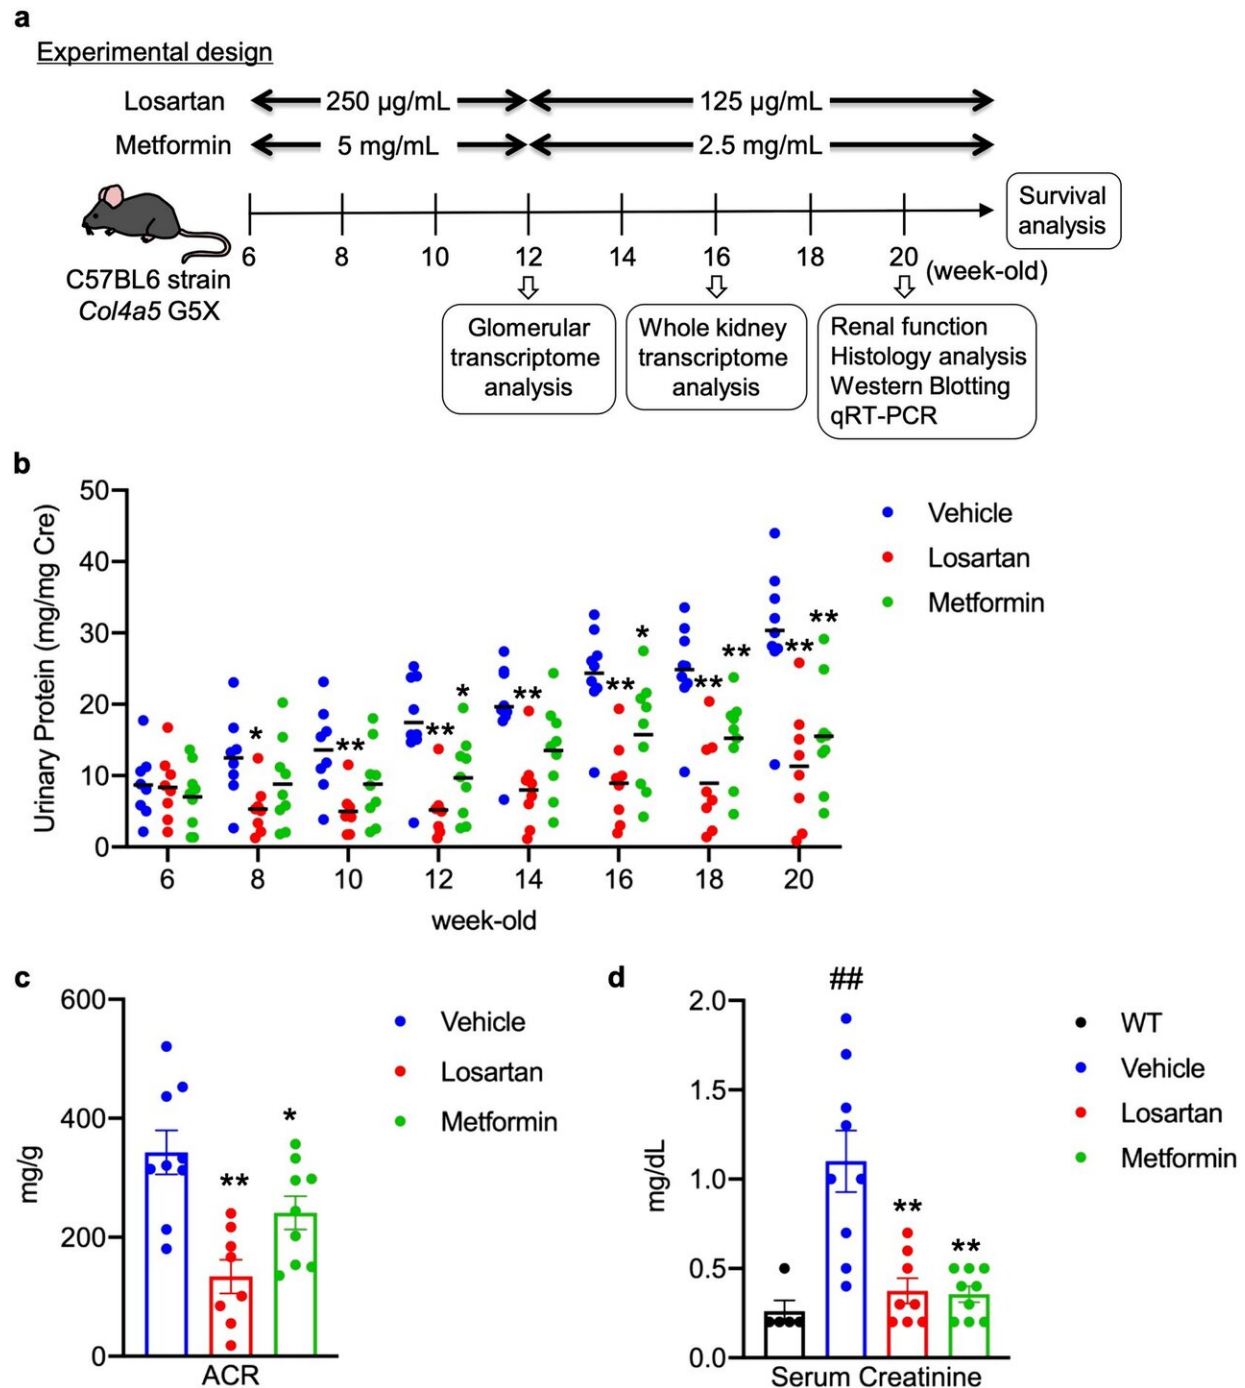 a
Experimental design
Losartan 250 µg/mL 125 µg/mL
Metformin 5 mg/mL 2.5 mg/mL
Survival
analysis
6 8 10 12 14 16 18 20
(week-old)
C57BL6 strain
Col4a5 G5X
Glomerular
transcriptome
analysis
Whole kidney
transcriptome
analysis
Renal function
Histology analysis
Western Blotting
qRT-PCR
b
Urinary Protein (mg/mg Cre)
50
40
30
20
10
0
* ** ** * ** ** * ** ** ** **
6 8 10 12 14 16 18 20
week-old
Vehicle
Losartan
Metformin
c
mg/g
600
400
200
0
** *
ACR
Vehicle
Losartan
Metformin
d
mg/dL
2.0
1.5
1.0
0.5
0.0
## ** **
Serum Creatinine
WT
Vehicle
Losartan
Metformin